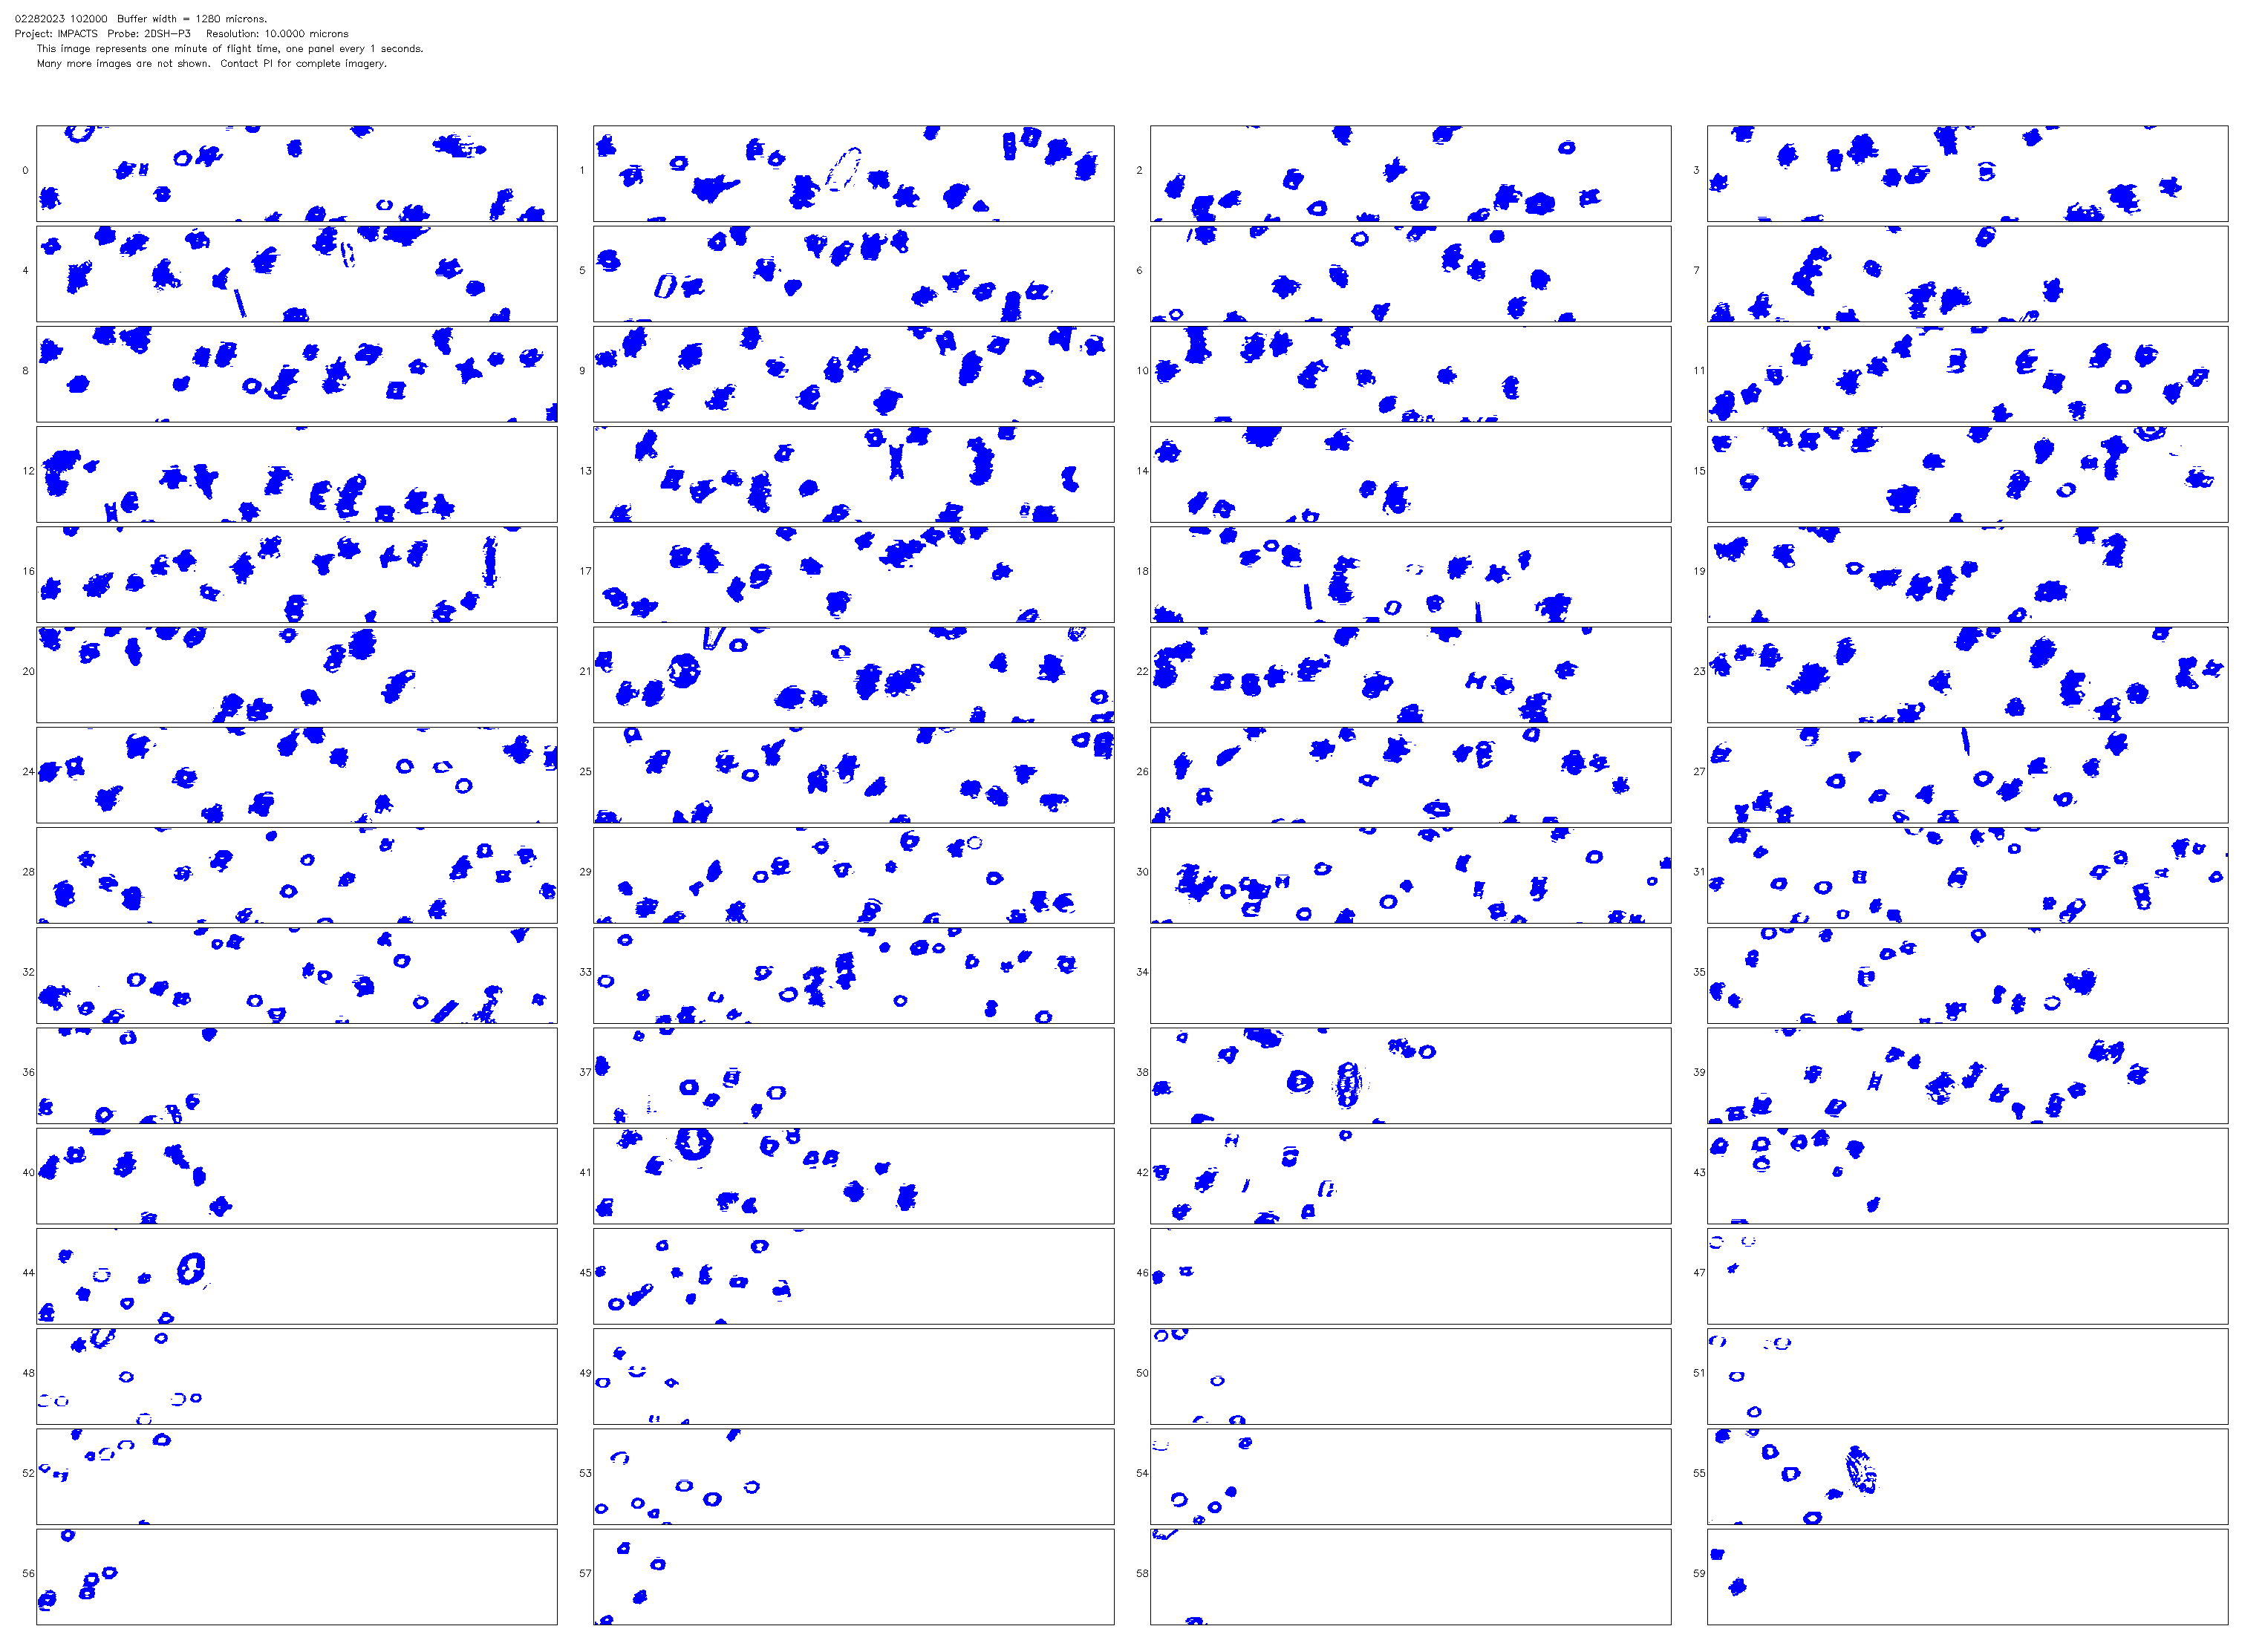 02282023 102000 Buffer width = 1280 microns.
Project: IMPACTS Probe: 2DSH-P3 Resolution: 10.0000 microns
This image represents one minute of flight time, one panel every 1 seconds.
Many more images are not shown. Contact PI for complete imagery.
0 1 2 3
4 5 6 7
8 9 10 11
12 13 14 15
16 17 18 19
20 21 22 23
24 25 26 27
28 29 30 31
32 33 34 35
36 37 38 39
40 41 42 43
44 45 46 47
48 49 50 51
52 53 54 55
56 57 58 59